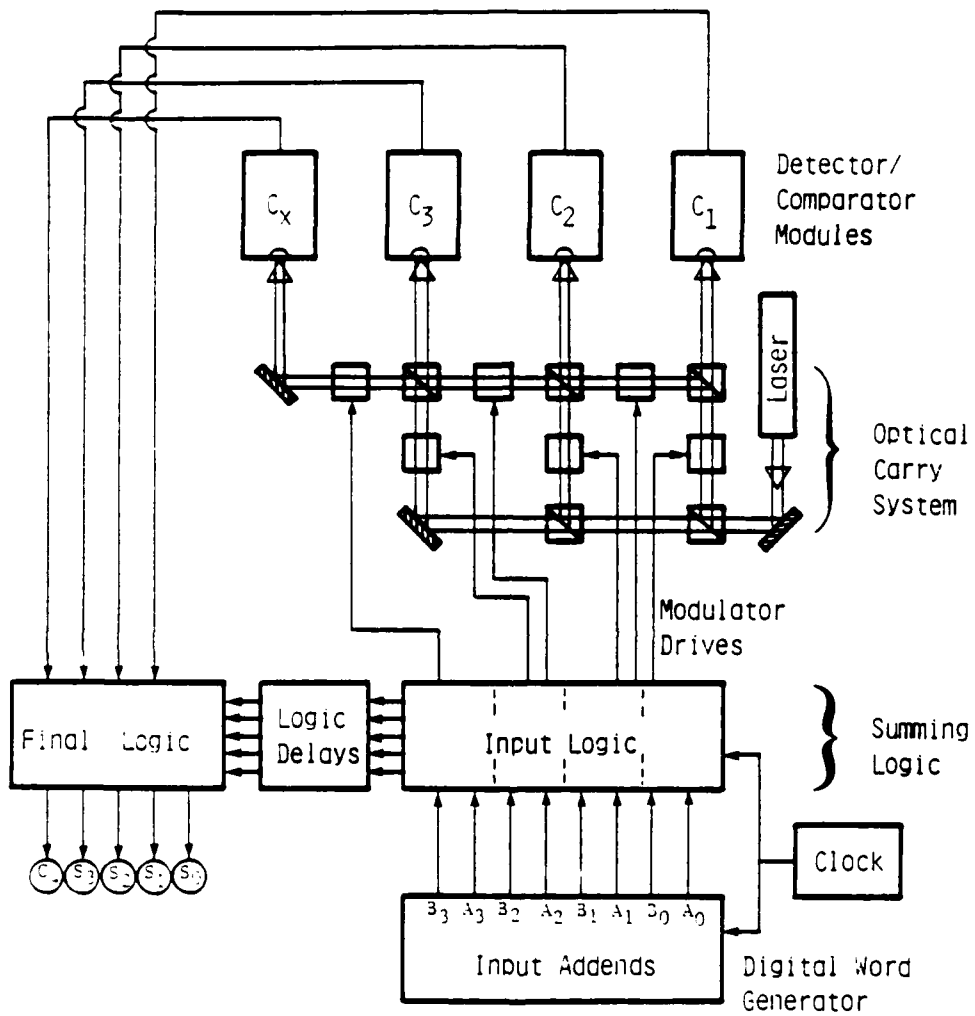 Detector/
Comparator
Modules
Cx
C3
C2
C1
Laser
Optical
Carry
System
Modulator
Drives
Final Logic
Logic
Delays
Input Logic
Summing
Logic
S3
Clock
B3 A3 B2 A2 B1 A1 B0 A0
Input Addends
Digital Word
Generator